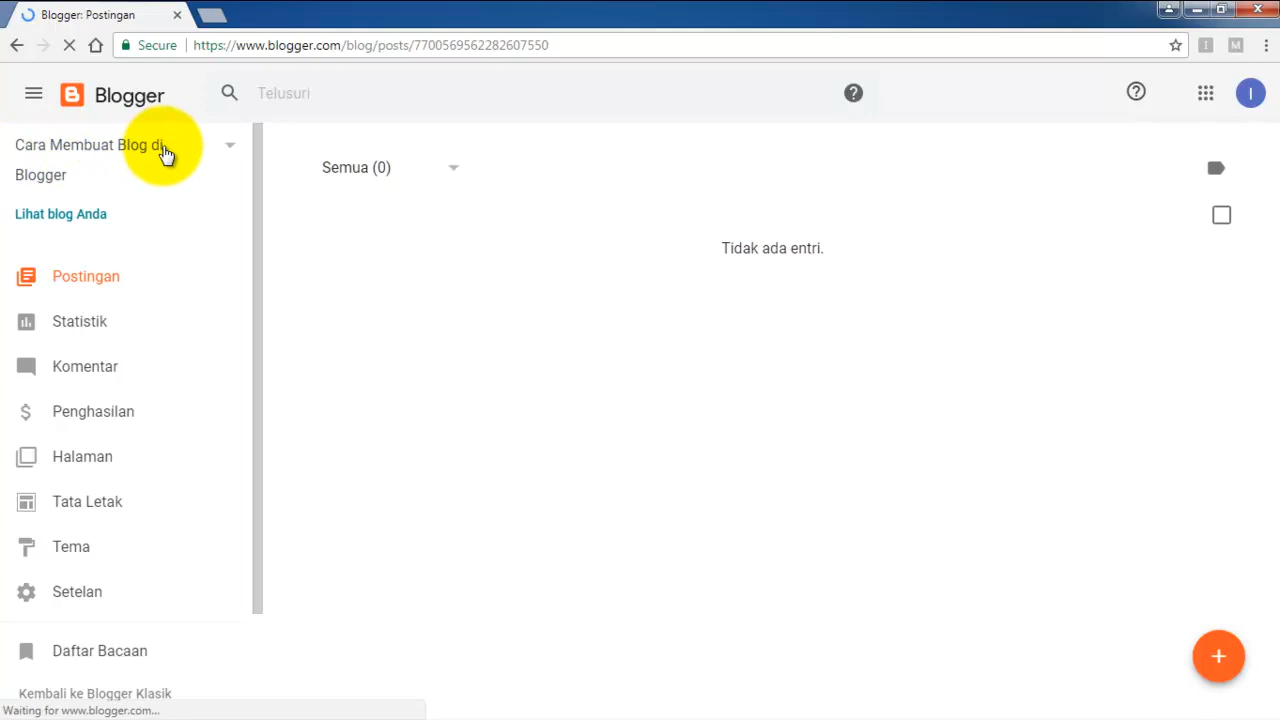 Blogger: Postingan
Secure
https://www.blogger.com/blog/posts/7700569562282607550
Blogger
Telusuri
I
Cara Membuat Blog di
Blogger
Lihat blog Anda
Semua (0)
Tidak ada entri.
Postingan
Statistik
Komentar
Penghasilan
Halaman
Tata Letak
Tema
Setelan
Daftar Bacaan
Kembali ke Blogger Klasik
Waiting for www.blogger.com...